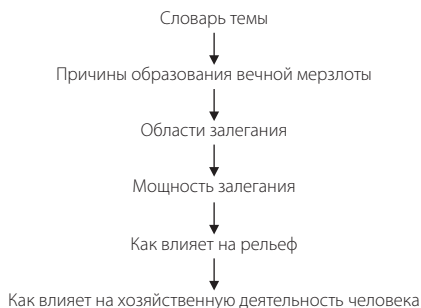 Словарь темы
Причины образования вечной мерзлоты
Области залегания
Мощность залегания
Как влияет на рельеф
Как влияет на хозяйственную деятельность человека